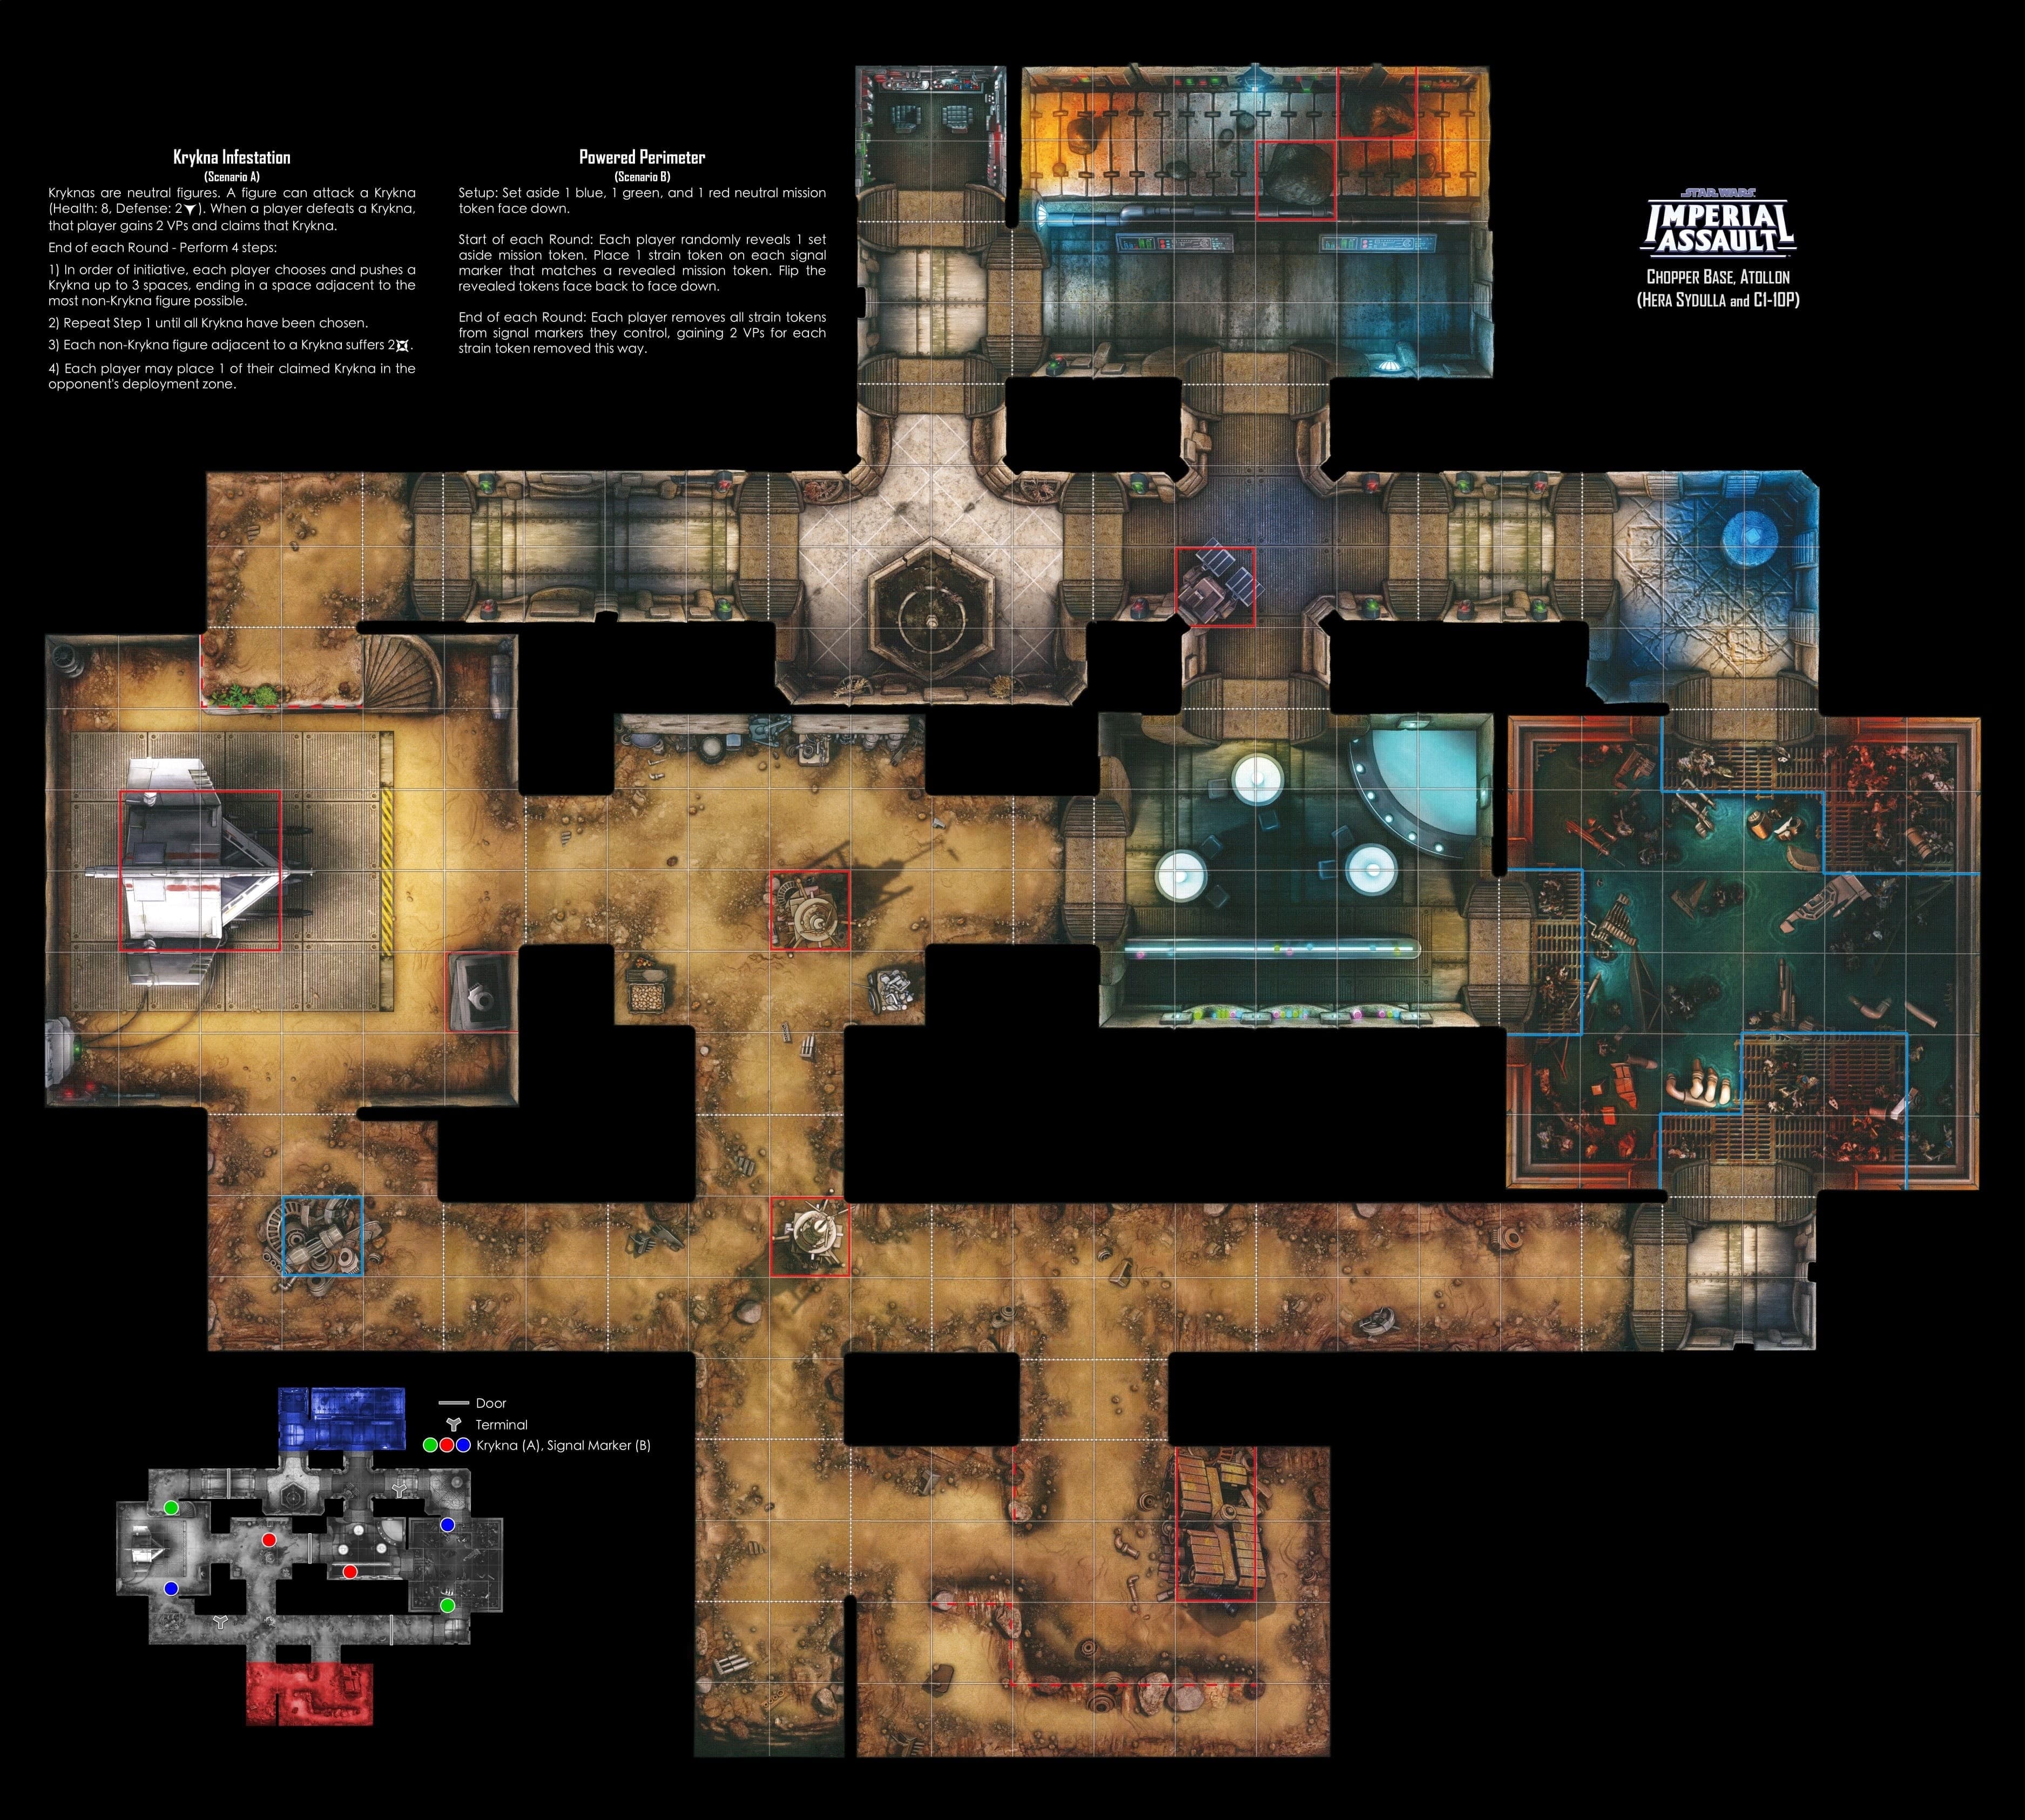 Krykna Infestation
(Scenario A)
Kryknas are neutral figures. A figure can attack a Krykna
(Health: 8, Defense: 2). When a player defeats a Krykna,
that player gains 2 VPs and claims that Krykna.
End of each Round - Perform 4 steps:
1) In order of initiative, each player chooses and pushes a
Krykna up to 3 spaces, ending in a space adjacent to the
most non-Krykna figure possible.
2) Repeat Step 1 until all Krykna have been chosen.
3) Each non-Krykna figure adjacent to a Krykna suffers 2.
4) Each player may place 1 of their claimed Krykna in the
opponent's deployment zone.
Powered Perimeter
(Scenario B)
Setup: Set aside 1 blue, 1 green, and 1 red neutral mission
token face down.
Start of each Round: Each player randomly reveals 1 set
aside mission token. Place 1 strain token on each signal
marker that matches a revealed mission token. Flip the
revealed tokens face back to face down.
End of each Round: Each player removes all strain tokens
from signal markers they control, gaining 2 VPs for each
strain token removed this way.
STAR WARS
IMPERIAL
ASSAULT
CHOPPER BASE, ATOLLON
(HERA SYDULLA AND C1-10P)
Door
Terminal
Krykna (A), Signal Marker (B)